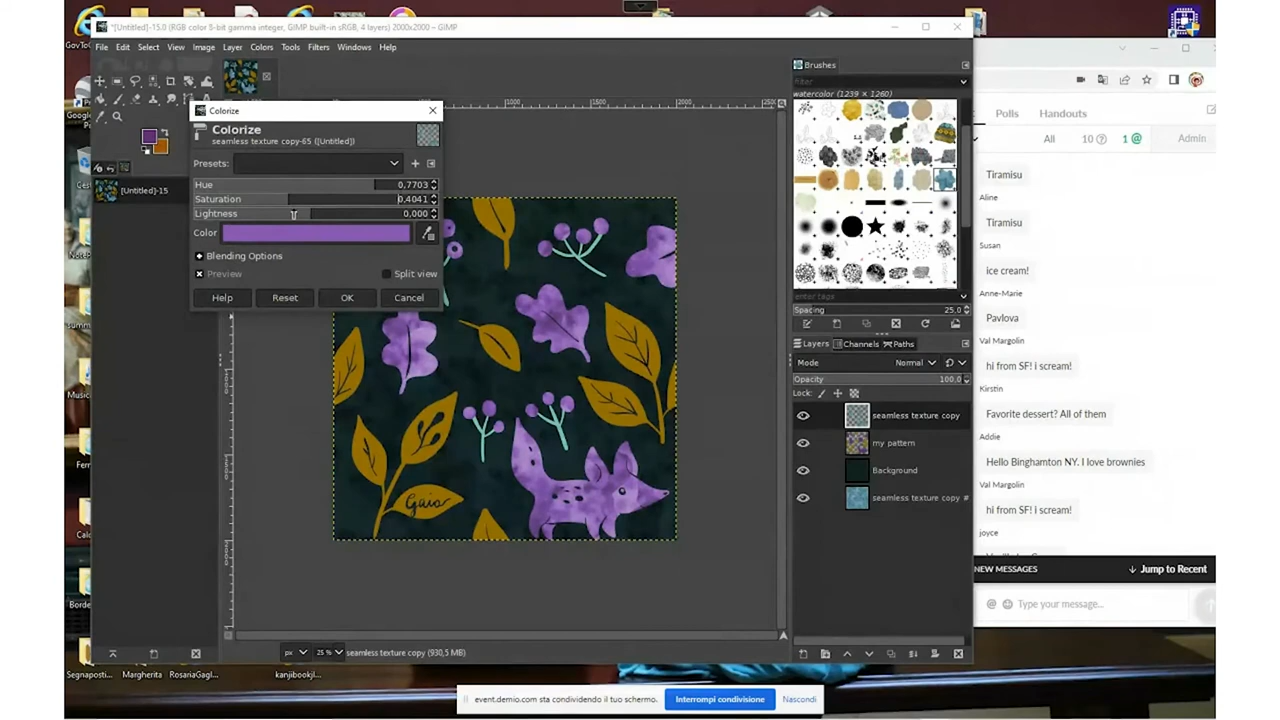 *[Untitled]-15.0 (RGB color 8-bit gamma integer, GIMP built-in sRGB, 4 layers) 2000x2000 – GIMP
File Edit Select View Image Layer Colors Tools Filters Windows Help
GovTo
Brushes
filter
watercolor (1239 × 1260)
1000
1500
2000
Colorize
Colorize
seamless texture copy-65 ([Untitled])
Presets:
Hue 0,7703
Saturation 0,4041
Lightness 0,000
Color
Blending Options
Preview Split view
Help Reset OK Cancel
[Untitled]-15
Gaia
enter tags
Spacing 25,0
Layers Channels Paths
Mode Normal
Opacity 100,0
Lock:
seamless texture copy
my pattern
Background
seamless texture copy #
px 25 % seamless texture copy (930,5 MB)
Polls Handouts
All 10 1 @ Admin
Tiramisu
Aline
Tiramisu
Susan
ice cream!
Anne-Marie
Pavlova
Val Margolin
hi from SF! i scream!
Kirstin
Favorite dessert? All of them
Addie
Hello Binghamton NY. I love brownies
Val Margolin
hi from SF! i scream!
joyce
NEW MESSAGES Jump to Recent
@ Type your message...
Segnaposti... Margherita RosariaGagl... kanjibookj...
event.demio.com sta condividendo il tuo schermo. Interrompi condivisione Nascondi